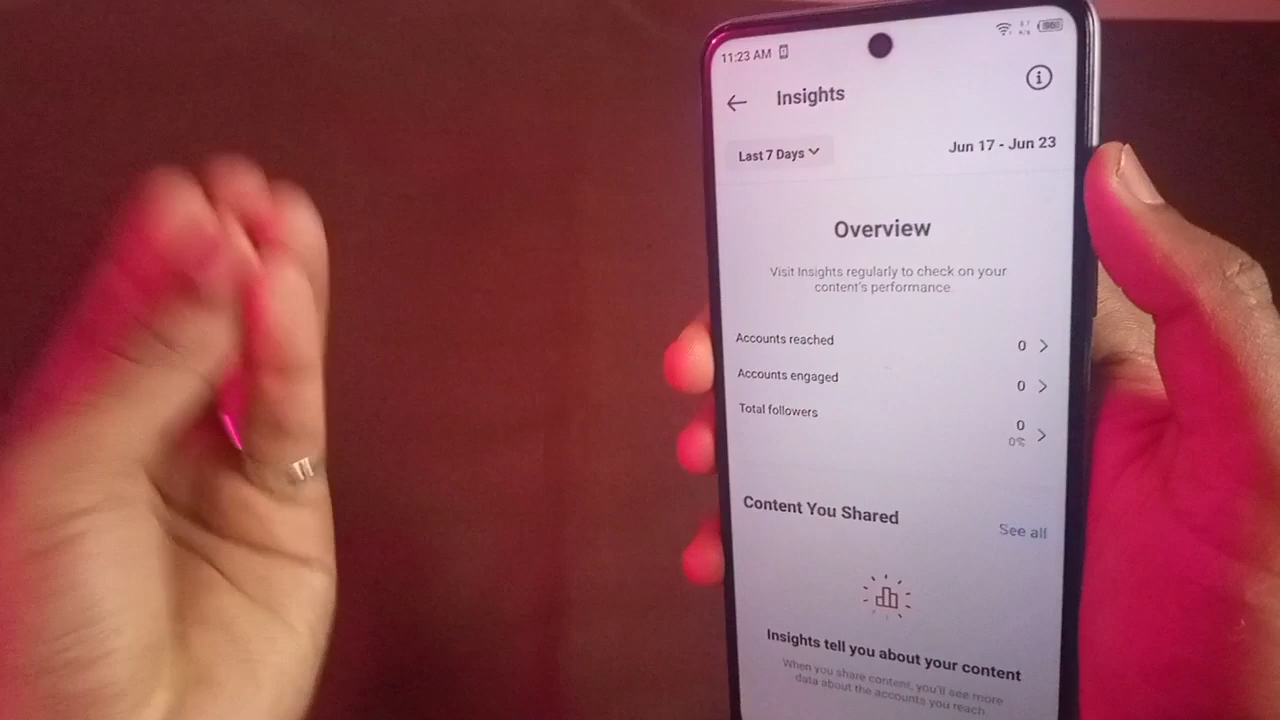 11:23 AM
Insights
Last 7 Days
Jun 17 - Jun 23
Overview
Visit Insights regularly to check on your
content's performance.
Accounts reached 0
Accounts engaged 0
Total followers 0
0%
Content You Shared
See all
Insights tell you about your content
When you share content, you'll see more
data about the accounts you reach.